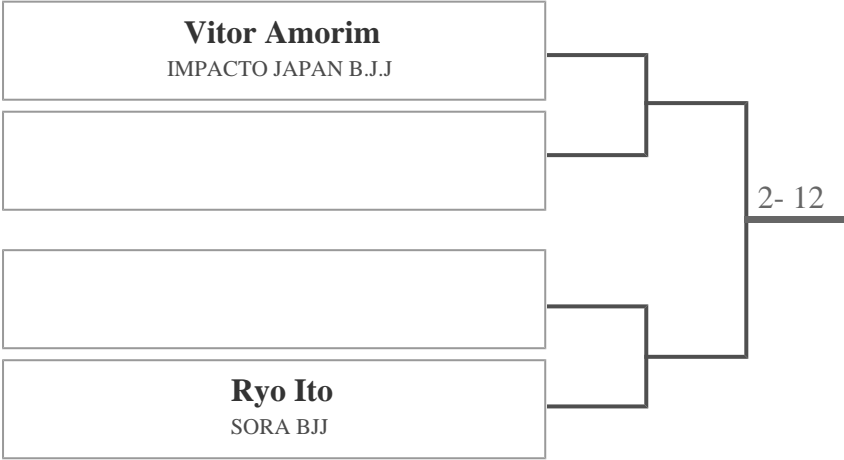 Vitor Amorim
IMPACTO JAPAN B.J.J
2- 12
Ryo Ito
SORA BJJ